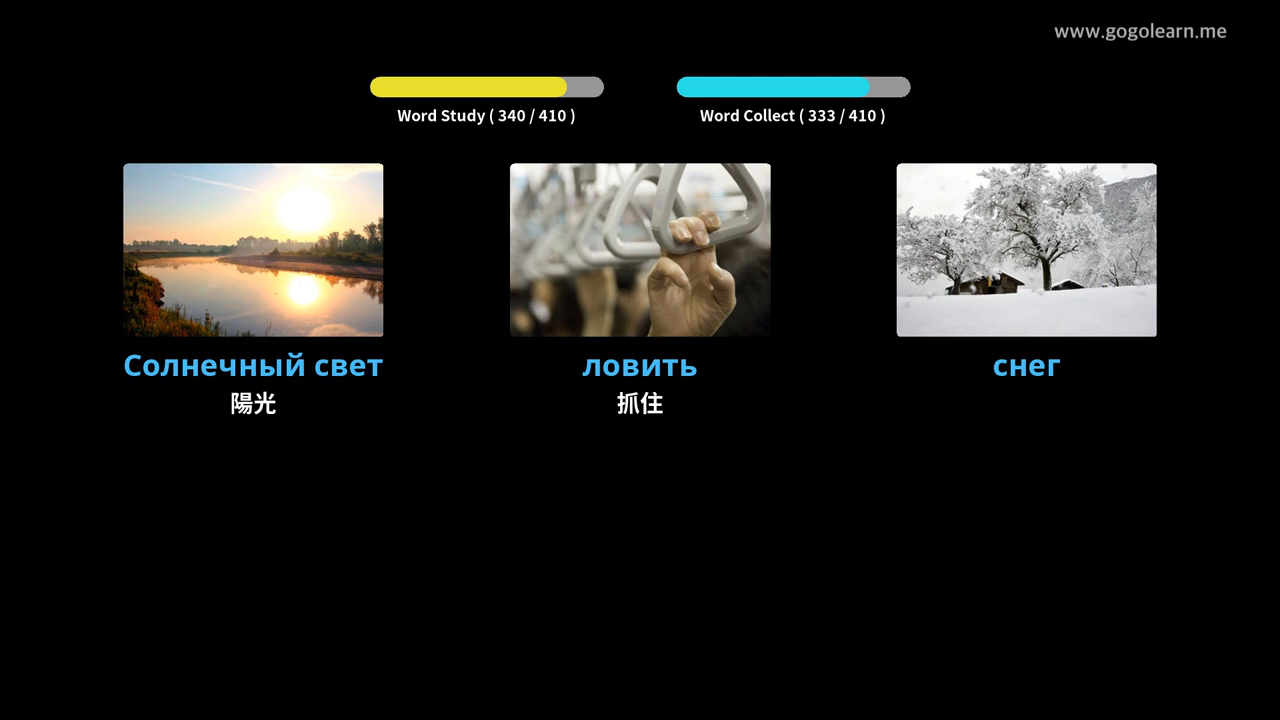 www.gogolearn.me
Word Study ( 340 / 410 )
Word Collect ( 333 / 410 )
Солнечный свет
陽光
ловить
抓住
снег